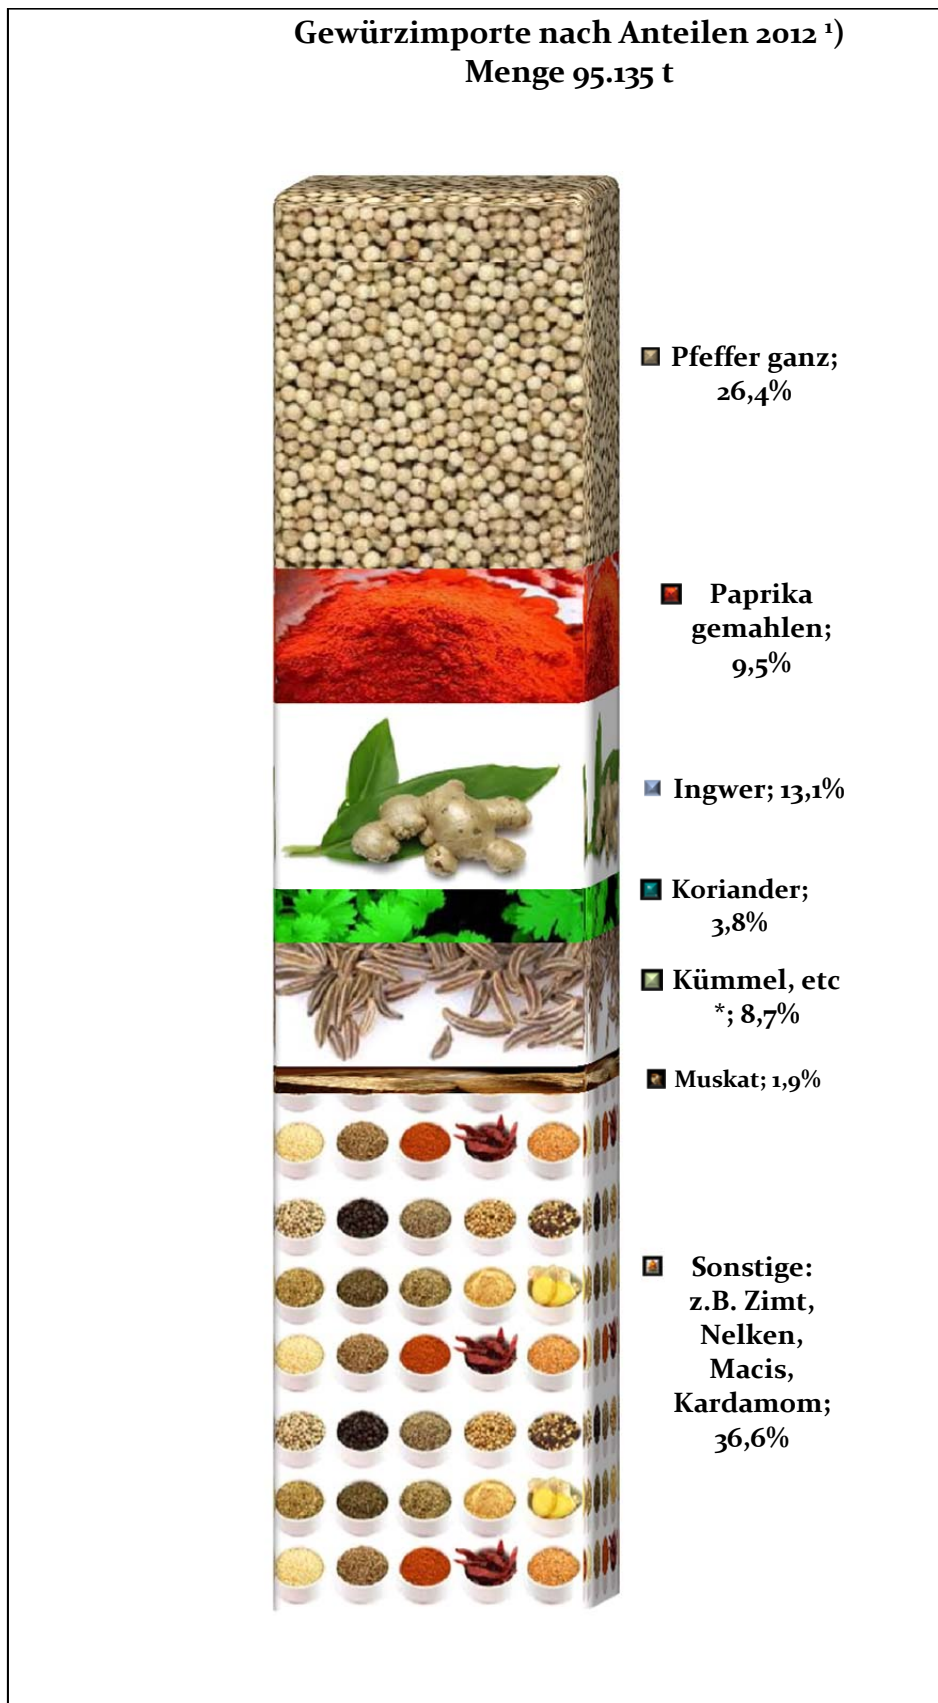 Gewürzimporte nach Anteilen 2012 ¹)
Menge 95.135 t
Pfeffer ganz;
26,4%
Paprika
gemahlen;
9,5%
Ingwer; 13,1%
Koriander;
3,8%
Kümmel, etc
*; 8,7%
Muskat; 1,9%
Sonstige:
z.B. Zimt,
Nelken,
Macis,
Kardamom;
36,6%